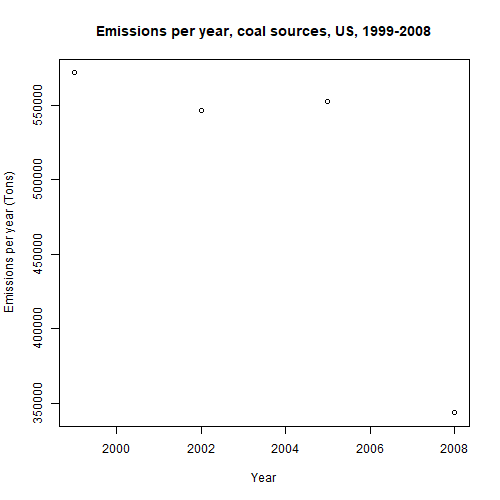 Emissions per year, coal sources, US, 1999-2008
Emissions per year (Tons)
550000
500000
450000
400000
350000
2000 2002 2004 2006 2008
Year